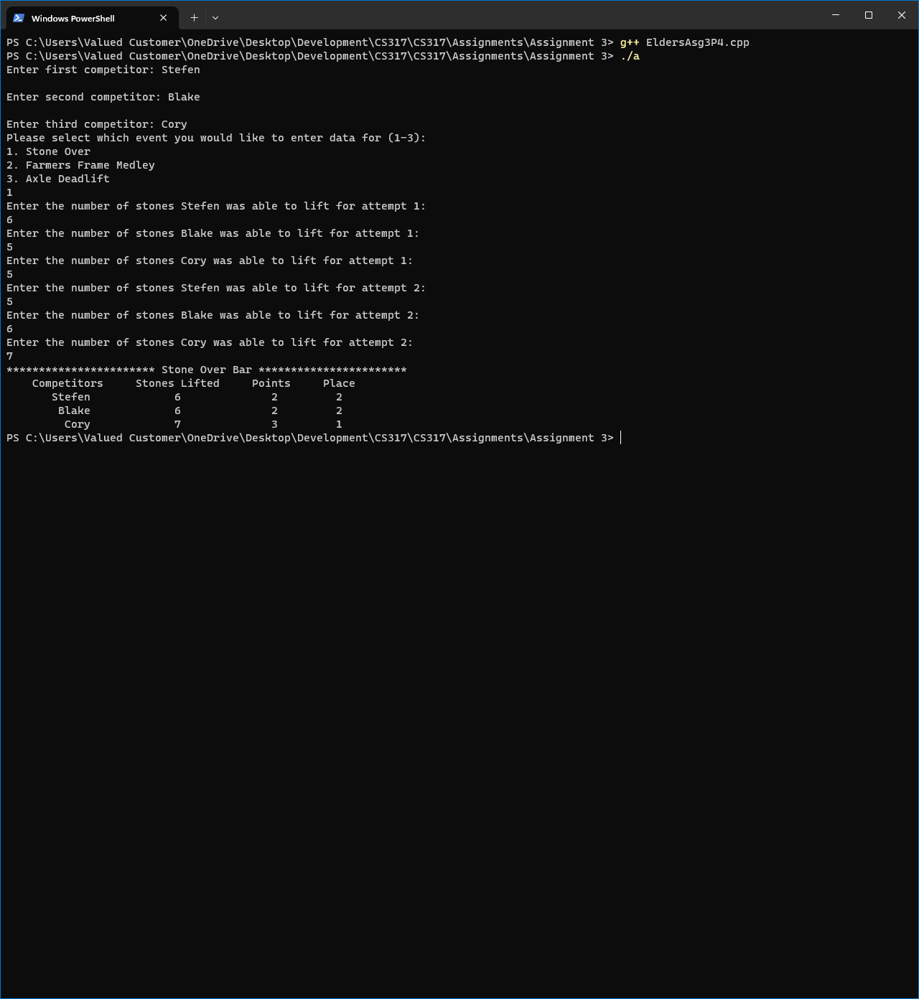 Windows PowerShell
PS C:\Users\Valued Customer\OneDrive\Desktop\Development\CS317\CS317\Assignments\Assignment 3> g++ EldersAsg3P4.cpp
PS C:\Users\Valued Customer\OneDrive\Desktop\Development\CS317\CS317\Assignments\Assignment 3> ./a
Enter first competitor: Stefen
Enter second competitor: Blake
Enter third competitor: Cory
Please select which event you would like to enter data for (1-3):
1. Stone Over
2. Farmers Frame Medley
3. Axle Deadlift
1
Enter the number of stones Stefen was able to lift for attempt 1:
6
Enter the number of stones Blake was able to lift for attempt 1:
5
Enter the number of stones Cory was able to lift for attempt 1:
5
Enter the number of stones Stefen was able to lift for attempt 2:
5
Enter the number of stones Blake was able to lift for attempt 2:
6
Enter the number of stones Cory was able to lift for attempt 2:
7
*********************** Stone Over Bar ***********************
Competitors Stones Lifted Points Place
Stefen 6 2 2
Blake 6 2 2
Cory 7 3 1
PS C:\Users\Valued Customer\OneDrive\Desktop\Development\CS317\CS317\Assignments\Assignment 3>